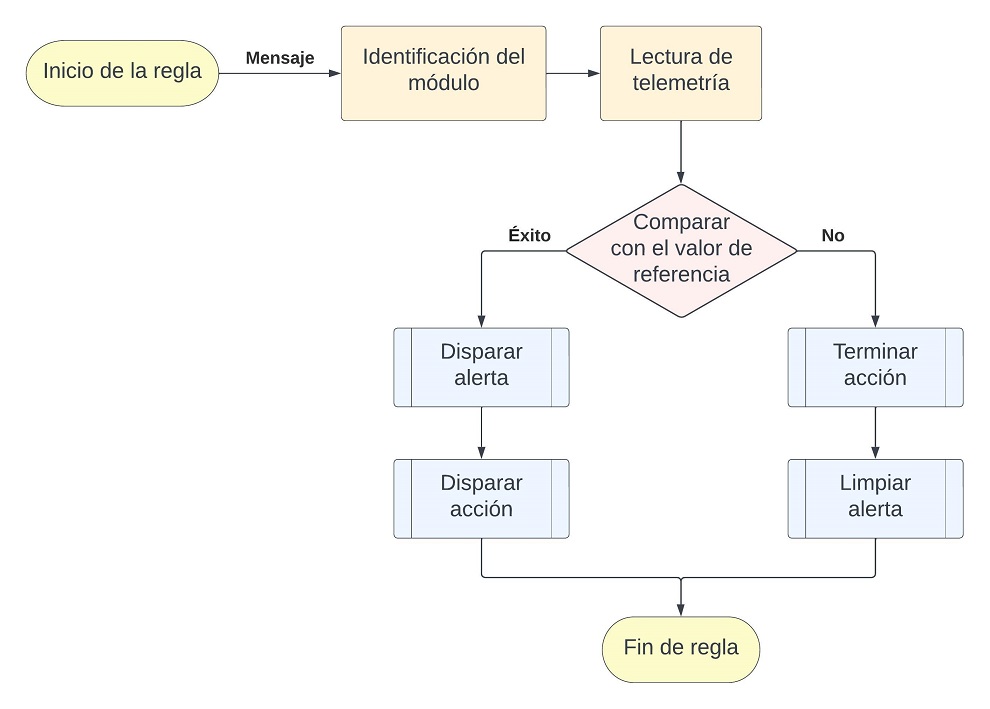 Inicio de la regla
Mensaje
Identificación del
módulo
Lectura de
telemetría
Comparar
con el valor de
referencia
Éxito
No
Disparar
alerta
Terminar
acción
Disparar
acción
Limpiar
alerta
Fin de regla